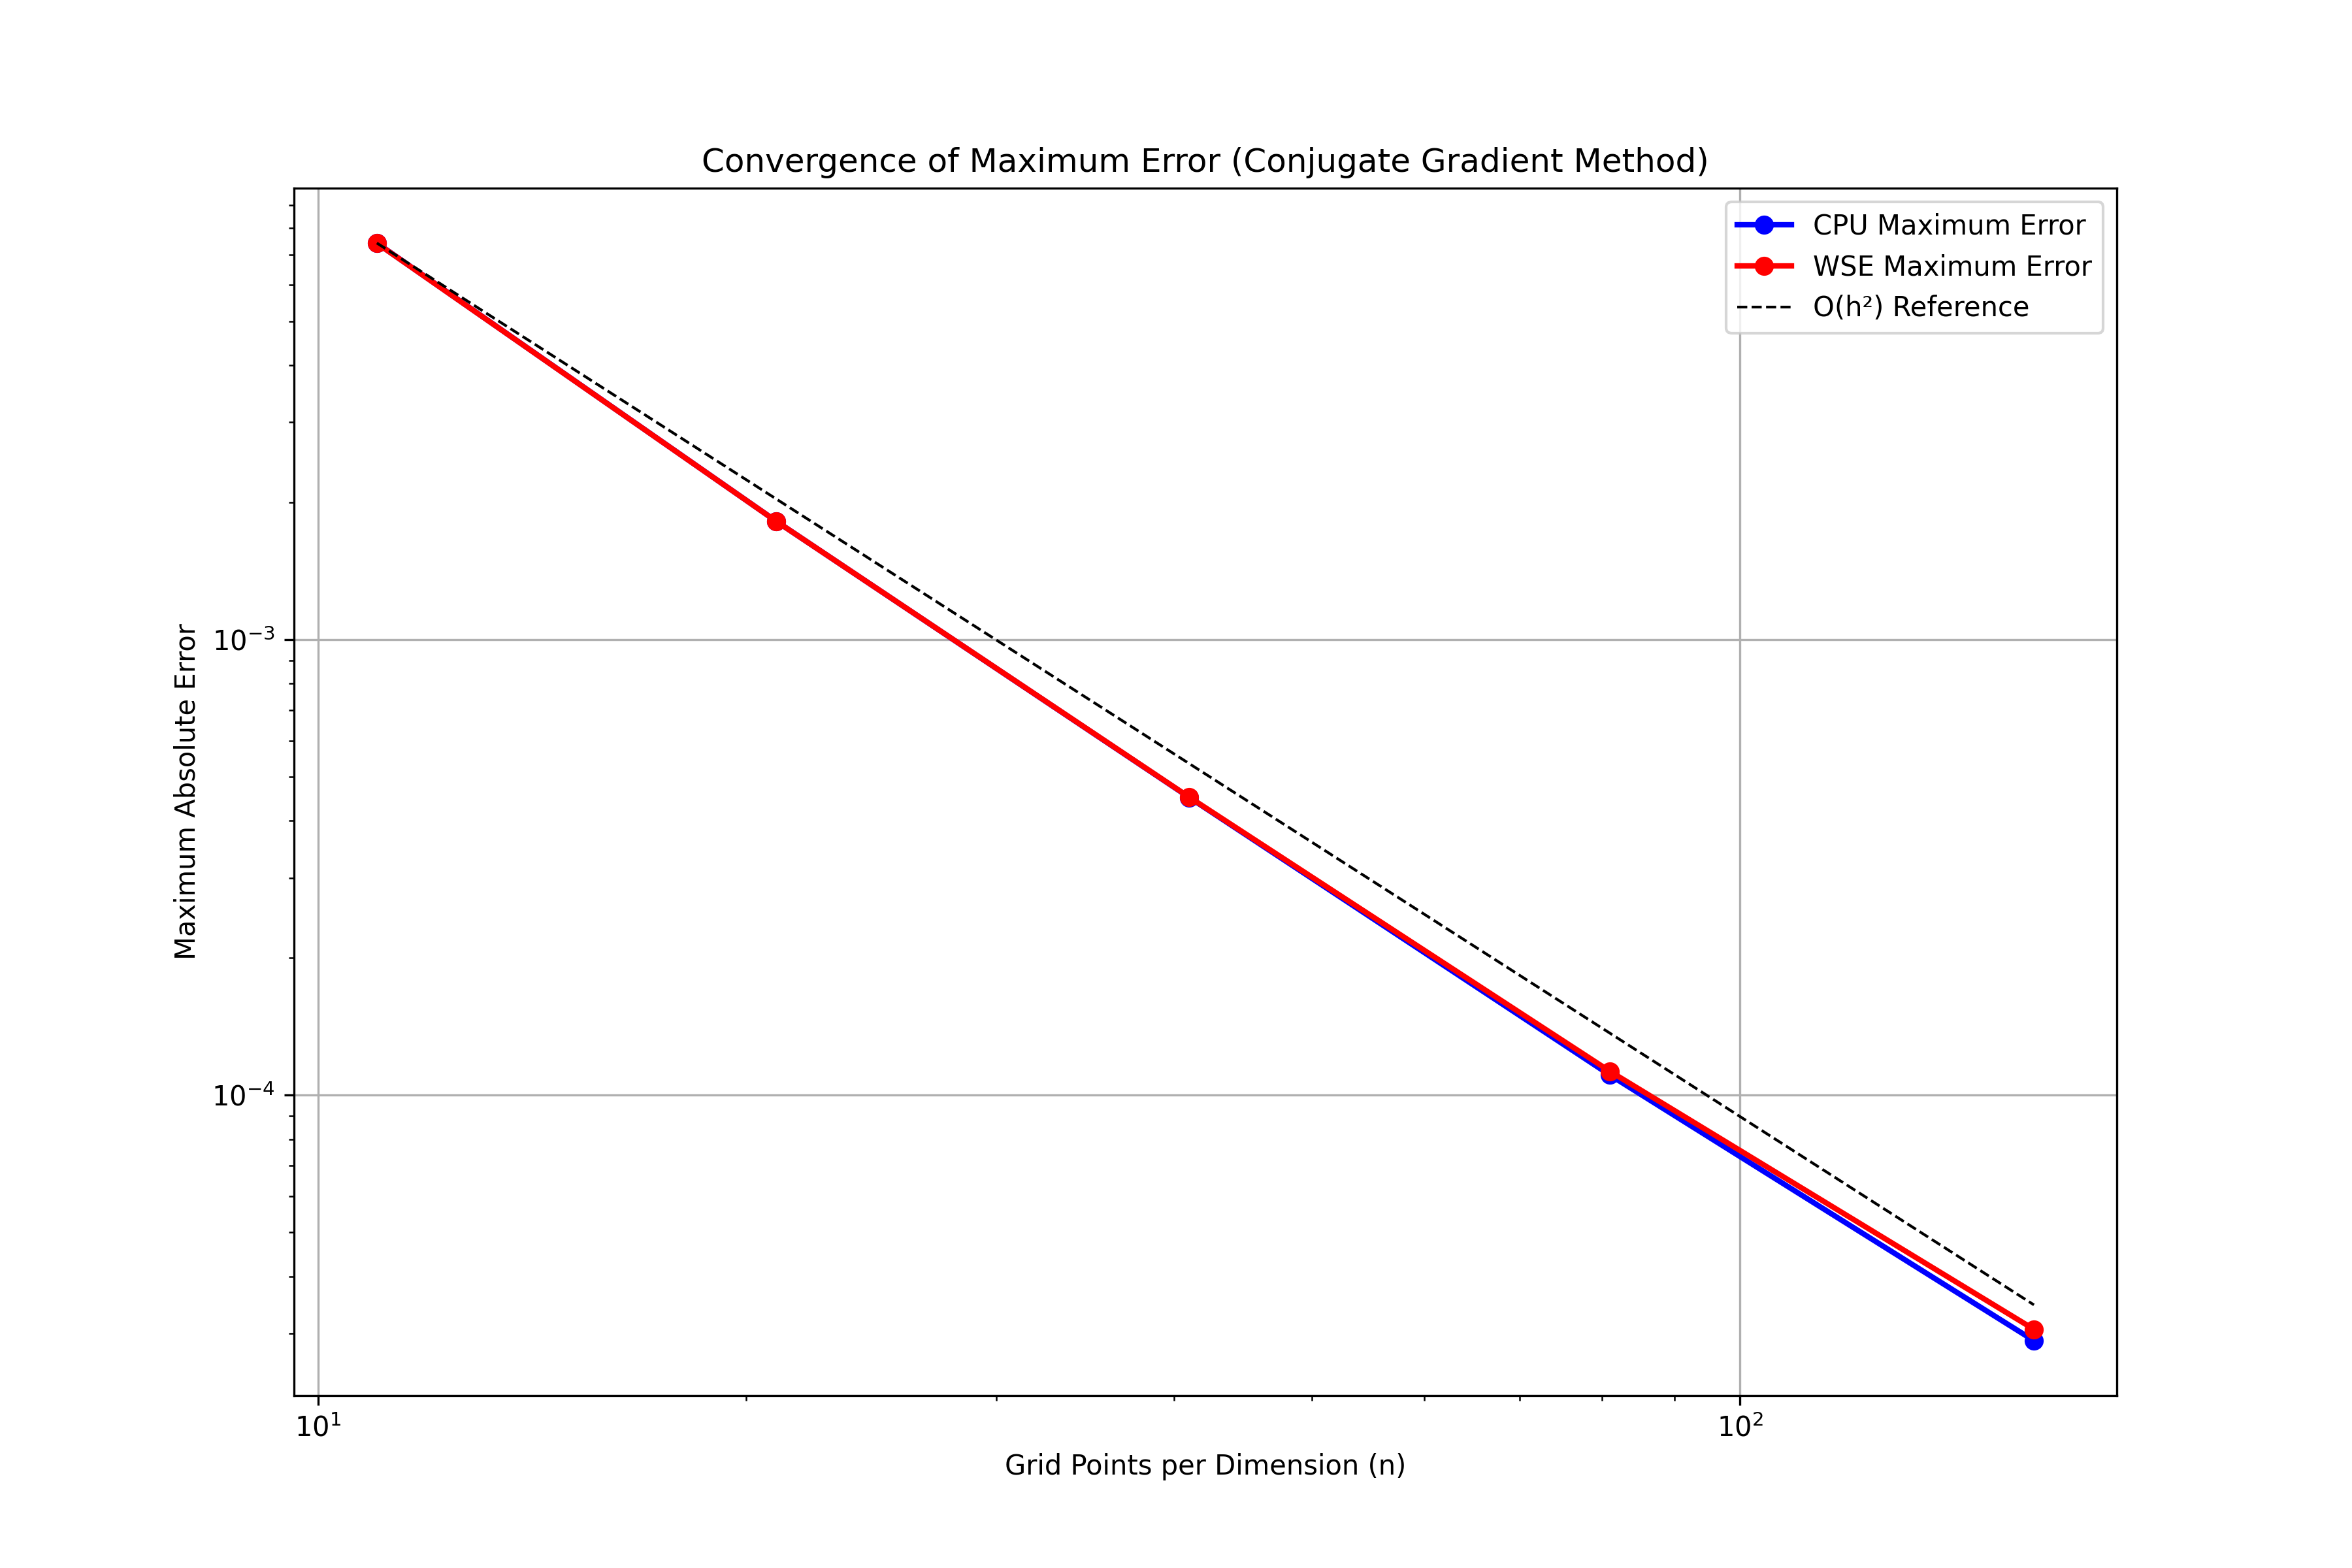 Convergence of Maximum Error (Conjugate Gradient Method)
CPU Maximum Error
WSE Maximum Error
O(h²) Reference
Maximum Absolute Error
10⁻³
10⁻⁴
10¹
10²
Grid Points per Dimension (n)